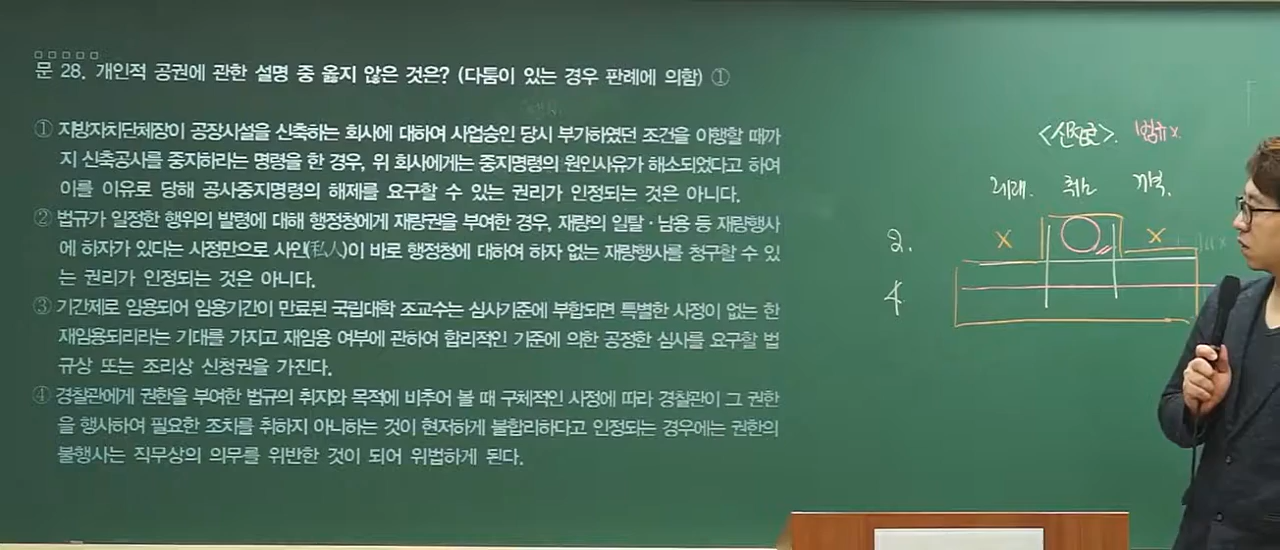 □□□□□
문 28. 개인적 공권에 관한 설명 중 옳지 않은 것은? (다툼이 있는 경우 판례에 의함) ①
① 지방자치단체장이 공장시설을 신축하는 회사에 대하여 사업승인 당시 부가하였던 조건을 이행할 때까
지 신축공사를 중지하라는 명령을 한 경우, 위 회사에게는 중지명령의 원인사유가 해소되었다고 하여
이를 이유로 당해 공사중지명령의 해제를 요구할 수 있는 권리가 인정되는 것은 아니다.
② 법규가 일정한 행위의 발령에 대해 행정청에게 재량권을 부여한 경우, 재량의 일탈·남용 등 재량행사
에 하자가 있다는 사정만으로 사인(私人)이 바로 행정청에 대하여 하자 없는 재량행사를 청구할 수 있
는 권리가 인정되는 것은 아니다.
③ 기간제로 임용되어 임용기간이 만료된 국립대학 조교수는 심사기준에 부합되면 특별한 사정이 없는 한
재임용되리라는 기대를 가지고 재임용 여부에 관하여 합리적인 기준에 의한 공정한 심사를 요구할 법
규상 또는 조리상 신청권을 가진다.
④ 경찰관에게 권한을 부여한 법규의 취지와 목적에 비추어 볼 때 구체적인 사정에 따라 경찰관이 그 권한
을 행사하여 필요한 조치를 취하지 아니하는 것이 현저하게 불합리하다고 인정되는 경우에는 권한의
불행사는 직무상의 의무를 위반한 것이 되어 위법하게 된다.
법규 x.
취소
2. x x
4